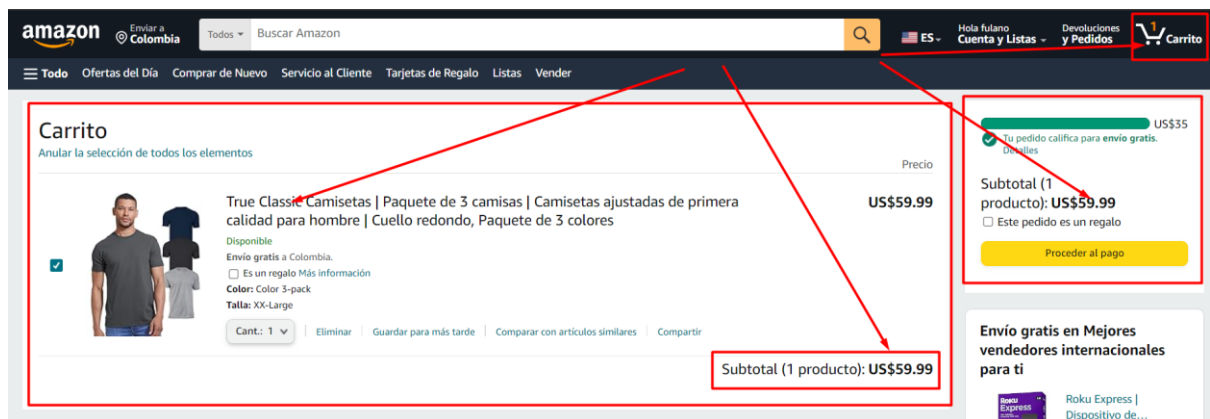 amazon
Enviar a
Colombia
Todos
Buscar Amazon
ES
Hola fulano
Cuenta y Listas
Devoluciones
y Pedidos
1
Carrito
Todo Ofertas del Día Comprar de Nuevo Servicio al Cliente Tarjetas de Regalo Listas Vender
Carrito
Anular la selección de todos los elementos
Precio
True Classic Camisetas | Paquete de 3 camisas | Camisetas ajustadas de primera
calidad para hombre | Cuello redondo, Paquete de 3 colores
US$59.99
Disponible
Envío gratis a Colombia.
Es un regalo Más información
Color: Color 3-pack
Talla: XX-Large
Cant.: 1 Eliminar Guardar para más tarde Comparar con artículos similares Compartir
Subtotal (1 producto): US$59.99
US$35
Tu pedido califica para envío gratis.
Detalles
Subtotal (1
producto): US$59.99
Este pedido es un regalo
Proceder al pago
Envío gratis en Mejores
vendedores internacionales
para ti
Roku
Express
Roku Express |
Dispositivo de…